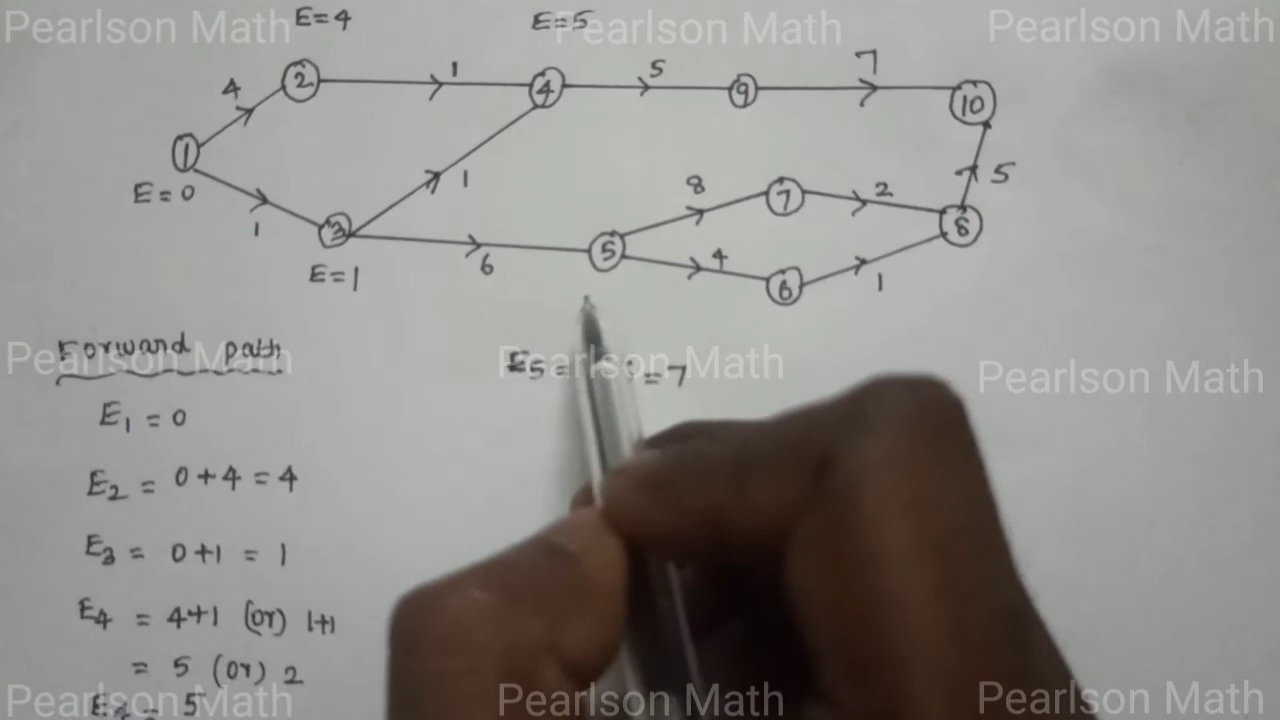 Pearlson Math Pearlson Math Pearlson Math
E=4 E=5
4 2 1 4 5 9 7 10
1
E=0
1 3 1 8 7 2 8 5
E=1 6 5 4 6 1
Forward path
Pearlson Math Pearlson Math Pearlson Math
E5 = =7
E1 = 0
E2 = 0+4 = 4
E3 = 0+1 = 1
E4 = 4+1 (or) 1+1
= 5 (or) 2
E4 = 5
Pearlson Math Pearlson Math Pearlson Math